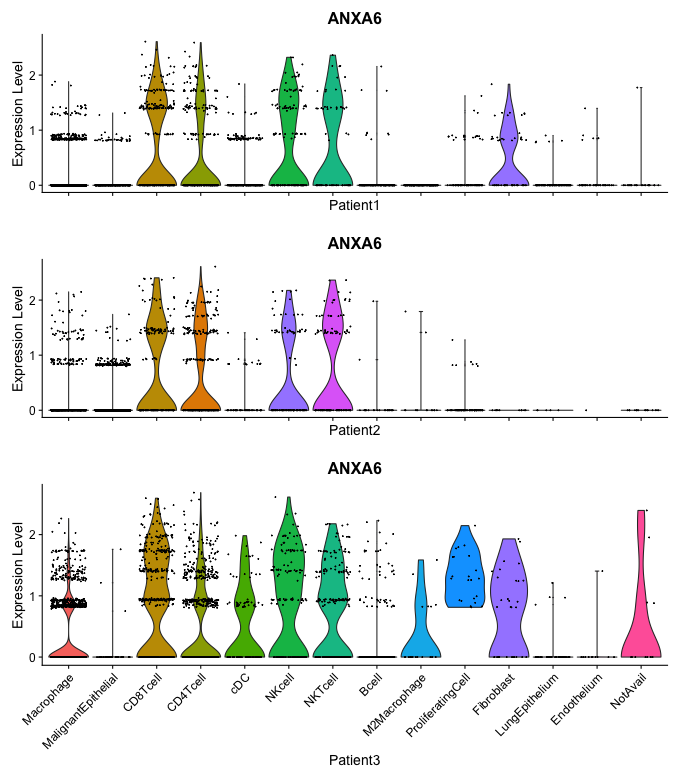 ANXA6
Expression Level
2
1
0
Patient1
ANXA6
Expression Level
2
1
0
Patient2
ANXA6
Expression Level
2
1
0
Macrophage
MalignantEpithelial
CD8Tcell
CD4Tcell
cDC
NKcell
NKTcell
Bcell
M2Macrophage
ProliferatingCell
Fibroblast
LungEpithelium
Endothelium
NotAvail
Patient3